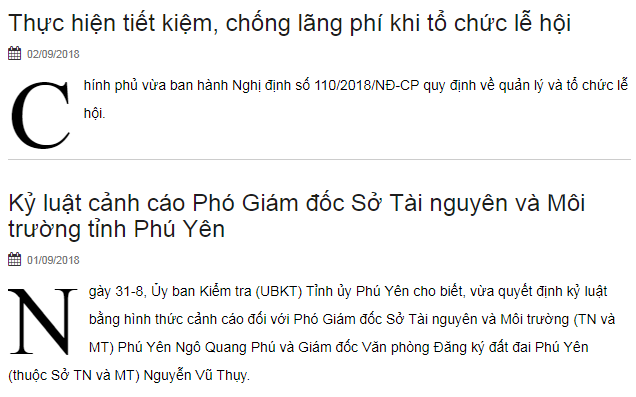 Thực hiện tiết kiệm, chống lãng phí khi tổ chức lễ hội
02/09/2018
Chính phủ vừa ban hành Nghị định số 110/2018/NĐ-CP quy định về quản lý và tổ chức lễ
hội.
Kỷ luật cảnh cáo Phó Giám đốc Sở Tài nguyên và Môi
trường tỉnh Phú Yên
01/09/2018
Ngày 31-8, Ủy ban Kiểm tra (UBKT) Tỉnh ủy Phú Yên cho biết, vừa quyết định kỷ luật
bằng hình thức cảnh cáo đối với Phó Giám đốc Sở Tài nguyên và Môi trường (TN và
MT) Phú Yên Ngô Quang Phú và Giám đốc Văn phòng Đăng ký đất đai Phú Yên
(thuộc Sở TN và MT) Nguyễn Vũ Thụy.